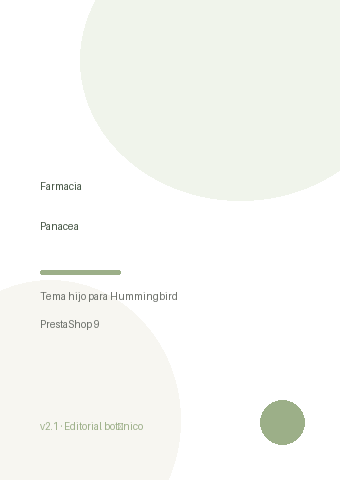 Farmacia
Panacea
Tema hijo para Hummingbird
PrestaShop 9
v2.1 · Editorial